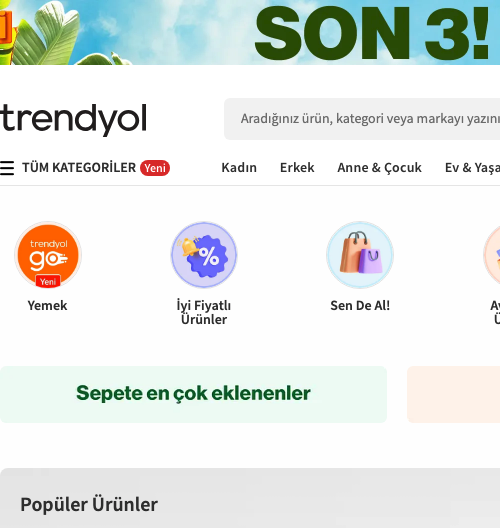 SON 3!
trendyol
Aradığınız ürün, kategori veya markayı yazını
TÜM KATEGORİLER Yeni
Kadın Erkek Anne & Çocuk Ev & Yaşa
trendyol
go
Yeni
%
Yemek
İyi Fiyatlı
Ürünler
Sen De Al!
Sepete en çok eklenenler
Popüler Ürünler